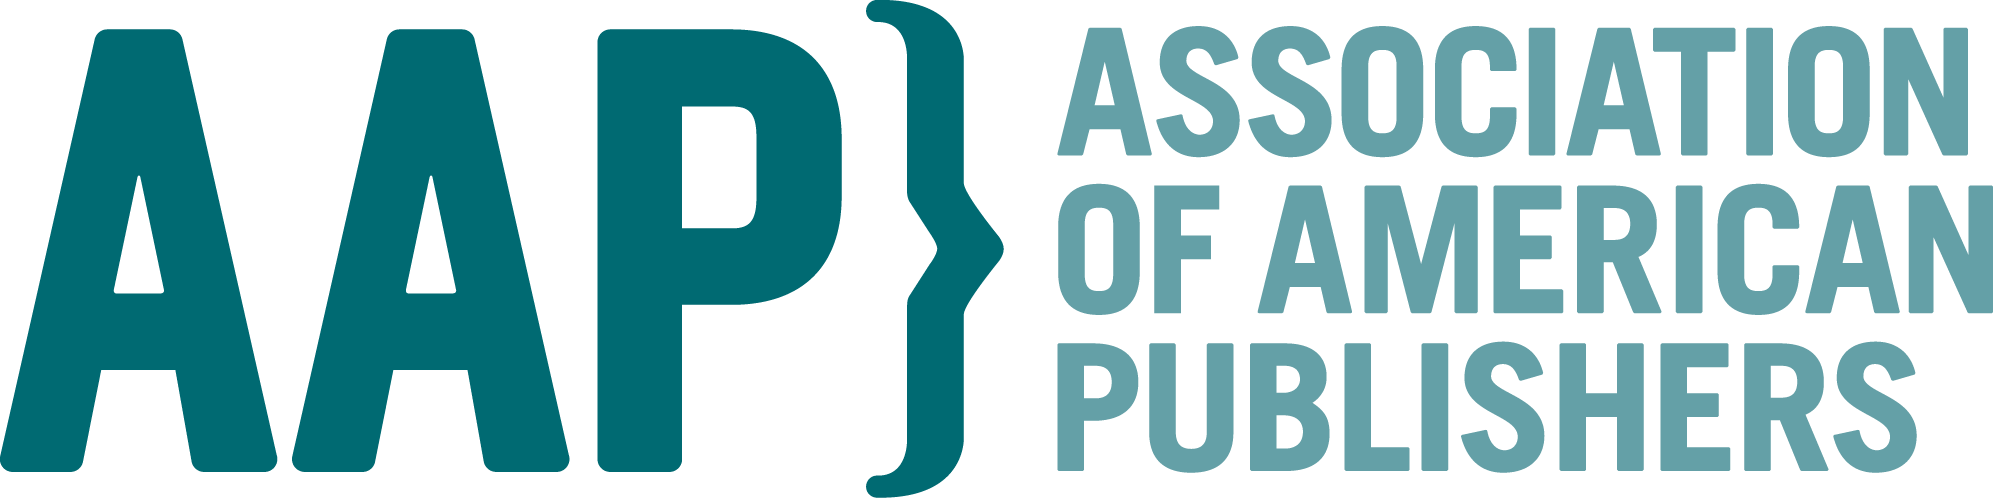 AAP}
ASSOCIATION
OF AMERICAN
PUBLISHERS